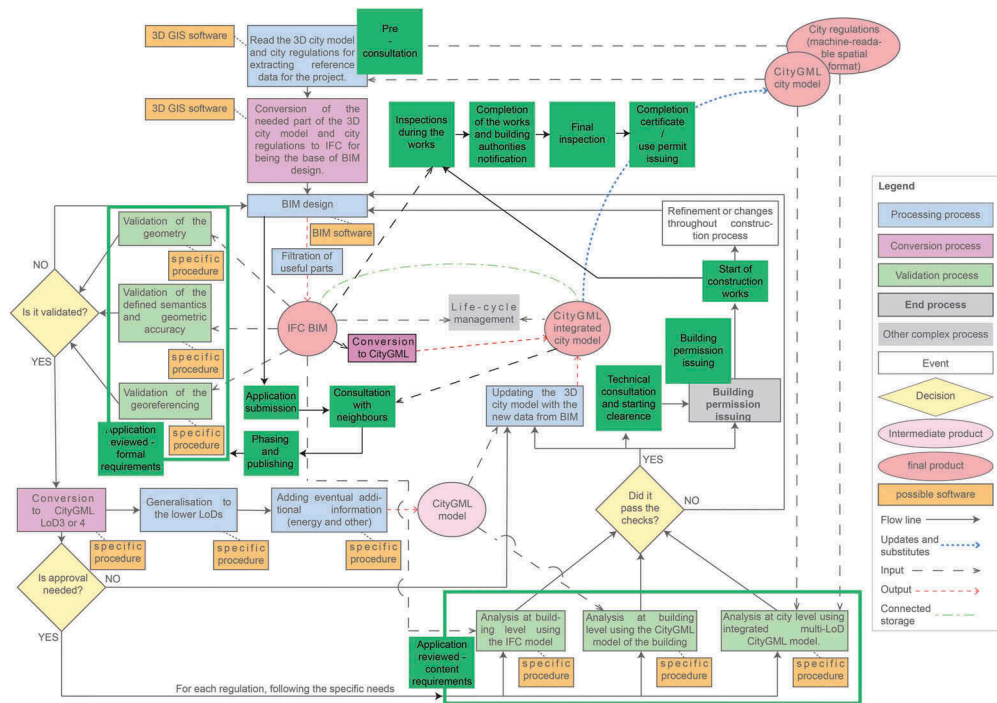 3D GIS software
Read the 3D city model
and city regulations for
extracting reference
data for the project.
Pre
- consultation
City regulations
(machine-reada-
ble spatial
format)
CityGML
city model
3D GIS software
Conversion of the
needed part of the 3D
city model and city
regulations to IFC for
being the base of BIM
design.
Inspections
during the
works
Completion
of the works
and building
authorities
notification
Final
inspection
Completion
certificate
/
use permit
issuing
BIM design
BIM software
Filtration of
useful parts
Refinement or changes
throughout construc-
tion process
Start of
construction
works
Validation of the
geometry
specific
procedure
NO
Is it validated?
YES
Validation of the
defined semantics
and geometric
accuracy
specific
procedure
Validation of the
georeferencing
specific
procedure
Application
reviewed -
formal
requirements
IFC BIM
Life-cycle
management
CityGML
integrated
city model
Conversion
to CityGML
Application
submission
Consultation
with
neighbours
Phasing
and
publishing
Updating the 3D
city model with the
new data from BIM
Technical
consultation
and starting
clearence
Building
permission
issuing
Building
permission
issuing
YES
Did it
pass the
checks?
NO
Conversion
to CityGML
LoD3 or 4
specific
procedure
Generalisation to
the lower LoDs
specific
procedure
Adding eventual addi-
tional information
(energy and other)
specific
procedure
CityGML
model
Is approval
needed?
NO
YES
Application
reviewed -
content
requirements
Analysis at buil-
ding level using
the IFC model
specific
procedure
Analysis at building
level using the CityGML
model of the building
specific
procedure
Analysis at city level using
integrated multi-LoD
CityGML model.
specific
procedure
For each regulation, following the specific needs
Legend
Processing process
Conversion process
Validation process
End process
Other complex process
Event
Decision
Intermediate product
final product
possible software
Flow line
Updates and
substitutes
Input
Output
Connected
storage